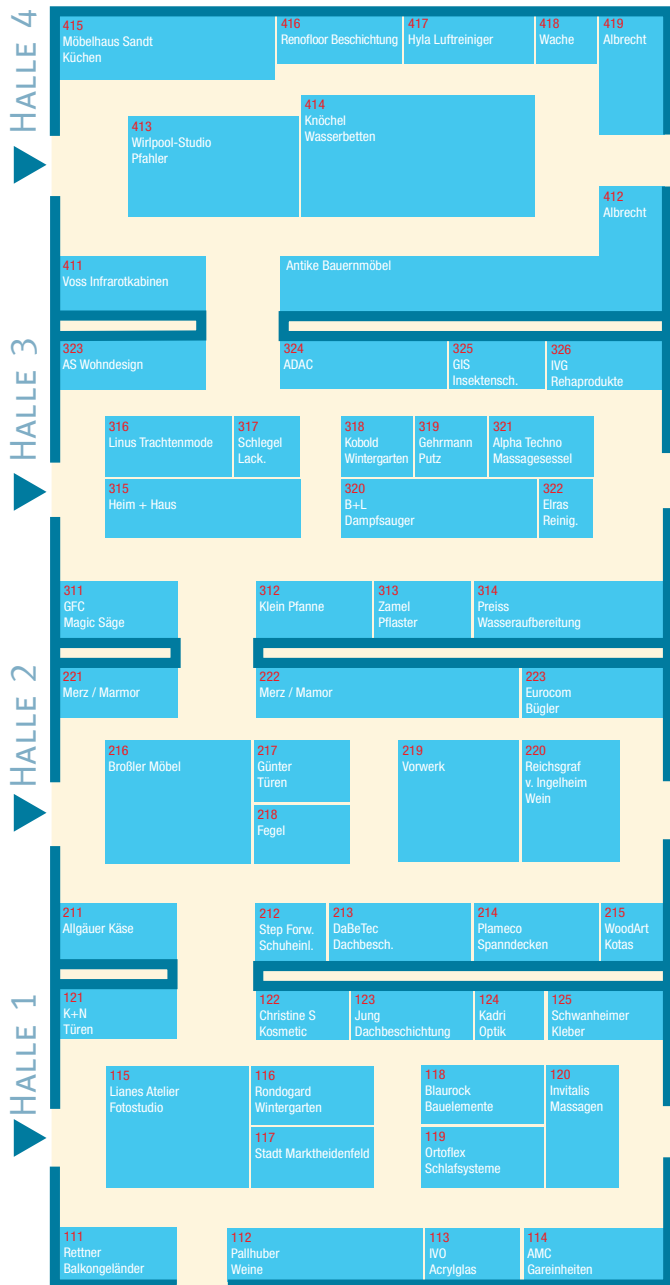 HALLE 4
415
Möbelhaus Sandt
Küchen
416
Renofloor Beschichtung
417
Hyla Luftreiniger
418
Wache
419
Albrecht
413
Wirlpool-Studio
Pfahler
414
Knöchel
Wasserbetten
412
Albrecht
411
Voss Infrarotkabinen
Antike Bauernmöbel
HALLE 3
323
AS Wohndesign
324
ADAC
325
GIS
Insektensch.
326
IVG
Rehaprodukte
316
Linus Trachtenmode
317
Schlegel
Lack.
318
Kobold
Wintergarten
319
Gehrmann
Putz
321
Alpha Techno
Massagesessel
315
Heim + Haus
320
B+L
Dampfsauger
322
Elras
Reinig.
311
GFC
Magic Säge
312
Klein Pfanne
313
Zamel
Pflaster
314
Preiss
Wasseraufbereitung
HALLE 2
221
Merz / Marmor
222
Merz / Mamor
223
Eurocom
Bügler
216
Broßler Möbel
217
Günter
Türen
218
Fegel
219
Vorwerk
220
Reichsgraf
v. Ingelheim
Wein
211
Allgäuer Käse
212
Step Forw.
Schuheinl.
213
DaBeTec
Dachbesch.
214
Plameco
Spanndecken
215
WoodArt
Kotas
HALLE 1
121
K+N
Türen
122
Christine S
Kosmetic
123
Jung
Dachbeschichtung
124
Kadri
Optik
125
Schwanheimer
Kleber
115
Lianes Atelier
Fotostudio
116
Rondogard
Wintergarten
117
Stadt Marktheidenfeld
118
Blaurock
Bauelemente
119
Ortoflex
Schlafsysteme
120
Invitalis
Massagen
111
Rettner
Balkongeländer
112
Pallhuber
Weine
113
IVO
Acrylglas
114
AMC
Gareinheiten